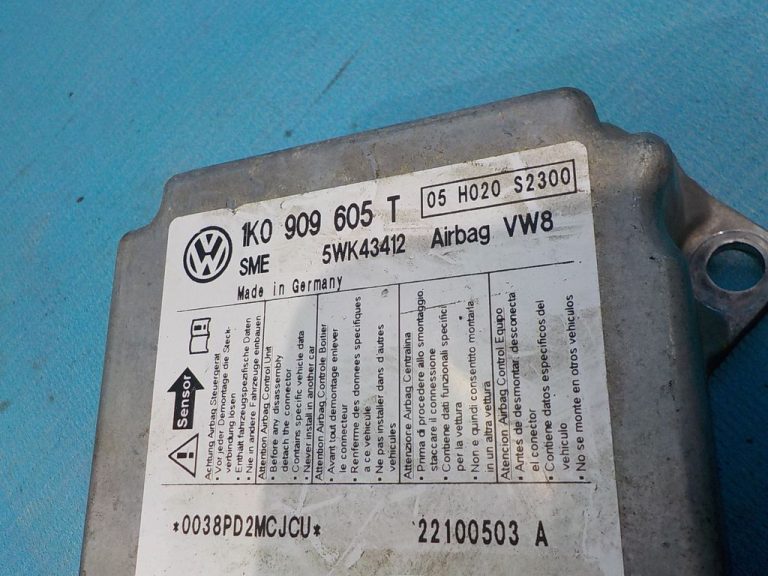 1K0 909 605 T
05 H020 S2300
SME
5WK43412
Airbag VW8
Made in Germany
Sensor
Achtung Airbag Steuergerät
• Vor jeder Demontage die Steck-
verbindung lösen
• Enthält fahrzeugspezifische Daten
• Nie in andere Fahrzeuge einbauen
Attention Airbag Control Unit
• Before any disassembly
detach the connector
• Contains specific vehicle data
• Never install in another car
Attention Airbag Controle Boitier
• Avant tout demontage enlever
le connecteur
• Renferme des donnees specifiques
a ce vehicule
• Ne pas installer dans d'autres
vehicules
Attenzione Airbag Centralina
• Prima di procedere allo smontaggio
staccare il connessione
• Contiene dati funzionali specifici
per la vettura
• Non e quindi consentito montarla
in un altra vettura
Atencion Airbag Control Equipo
• Antes de desmontar desconecta
el conector
• Contiene datos especificos del
vehiculo
• No se monte en otros vehiculos
*0038PD2MCJCU*
22100503 A